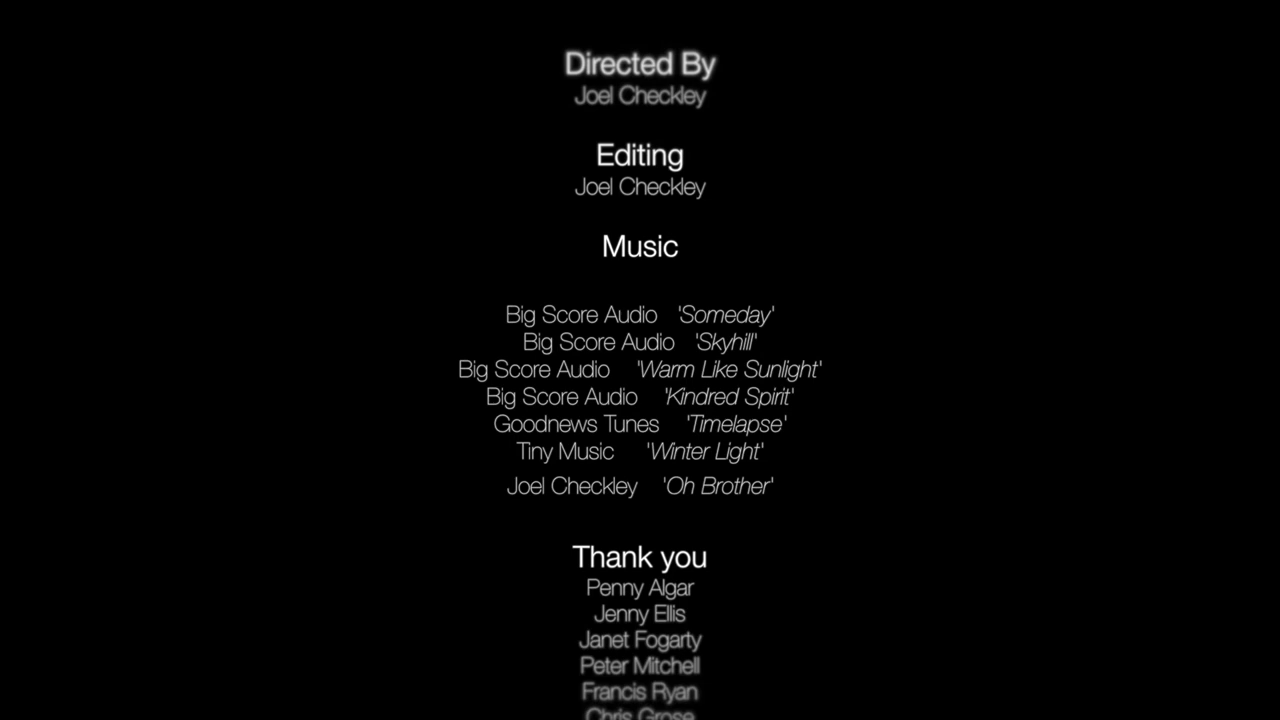 Directed By
Joel Checkley
Editing
Joel Checkley
Music
Big Score Audio 'Someday'
Big Score Audio 'Skyhill'
Big Score Audio 'Warm Like Sunlight'
Big Score Audio 'Kindred Spirit'
Goodnews Tunes 'Timelapse'
Tiny Music 'Winter Light'
Joel Checkley 'Oh Brother'
Thank you
Penny Algar
Jenny Ellis
Janet Fogarty
Peter Mitchell
Francis Ryan
Chris Grose